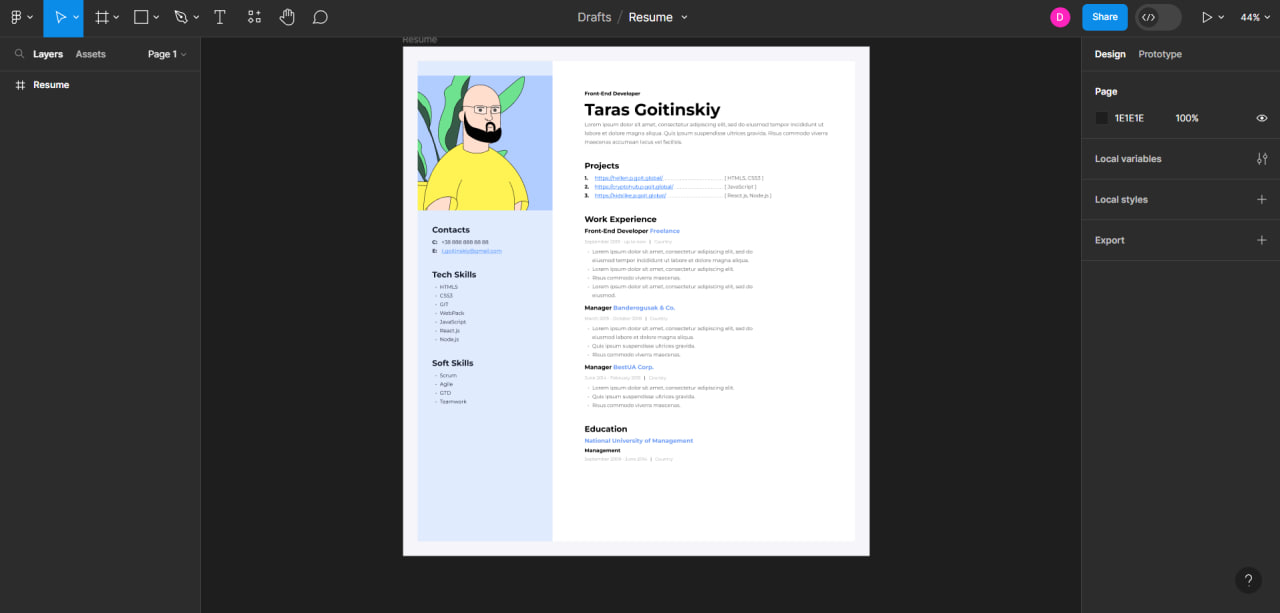 Drafts / Resume
D
Share
44%
Layers
Assets
Page 1
Resume
Resume
Front-End Developer
Taras Goitinskiy
Lorem ipsum dolor sit amet, consectetur adipiscing elit, sed do eiusmod tempor incididunt ut
labore et dolore magna aliqua. Quis ipsum suspendisse ultrices gravida. Risus commodo viverra
maecenas accumsan lacus vel facilisis.
Projects
1. https://hellen.p.goit.global/ [ HTML5, CSS3 ]
2. https://cryptohub.p.goit.global/ [ JavaScript ]
3. https://kidslike.p.goit.global/ [ React.js, Node.js ]
Work Experience
Front-End Developer Freelance
September 2019 - up to now | Country
- Lorem ipsum dolor sit amet, consectetur adipiscing elit, sed do
eiusmod tempor incididunt ut labore et dolore magna aliqua.
- Lorem ipsum dolor sit amet, consectetur adipiscing elit.
- Risus commodo viverra maecenas.
- Lorem ipsum dolor sit amet, consectetur adipiscing elit, sed do
eiusmod.
Manager Banderogusak & Co.
March 2015 - October 2019 | Country
- Lorem ipsum dolor sit amet, consectetur adipiscing elit, sed do
eiusmod labore et dolore magna aliqua.
- Quis ipsum suspendisse ultrices gravida.
- Risus commodo viverra maecenas.
Manager BestUA Corp.
June 2014 - February 2015 | Country
- Lorem ipsum dolor sit amet, consectetur adipiscing elit.
- Quis ipsum suspendisse ultrices gravida.
- Risus commodo viverra maecenas.
Education
National University of Management
Management
September 2009 - June 2014 | Country
Contacts
C: +38 888 888 88 88
E: t.goitinskiy@gmail.com
Tech Skills
- HTML5
- CSS3
- GIT
- WebPack
- JavaScript
- React.js
- Node.js
Soft Skills
- Scrum
- Agile
- GTD
- Teamwork
Design
Prototype
Page
1E1E1E
100%
Local variables
Local styles
Export
?